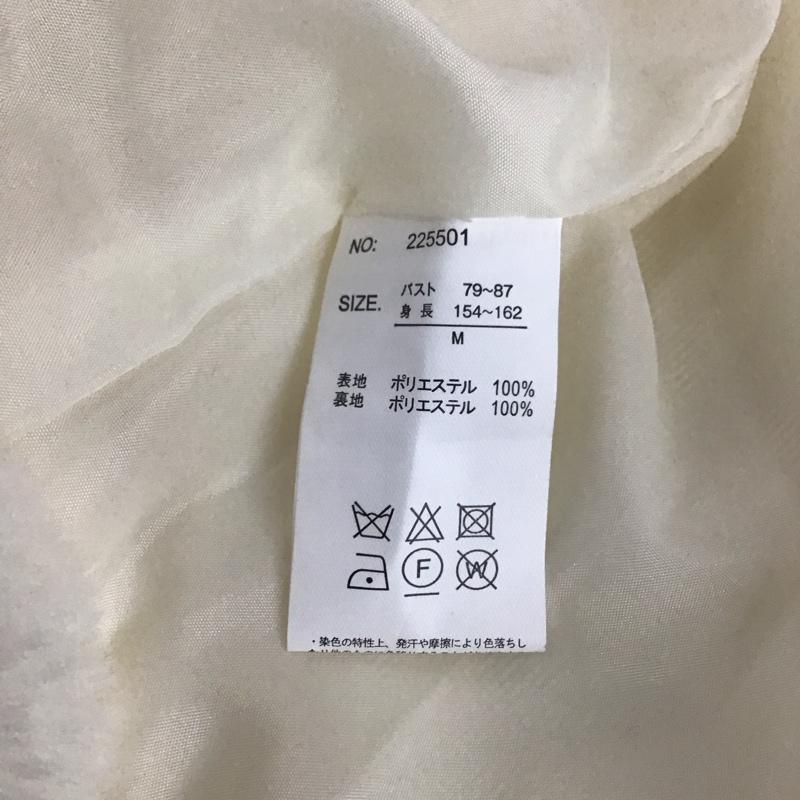 NO: 225501
SIZE. バスト 79~87
身長 154~162
M
表地 ポリエステル 100%
裏地 ポリエステル 100%
F
W
・染色の特性上、発汗や摩擦により色落ちし